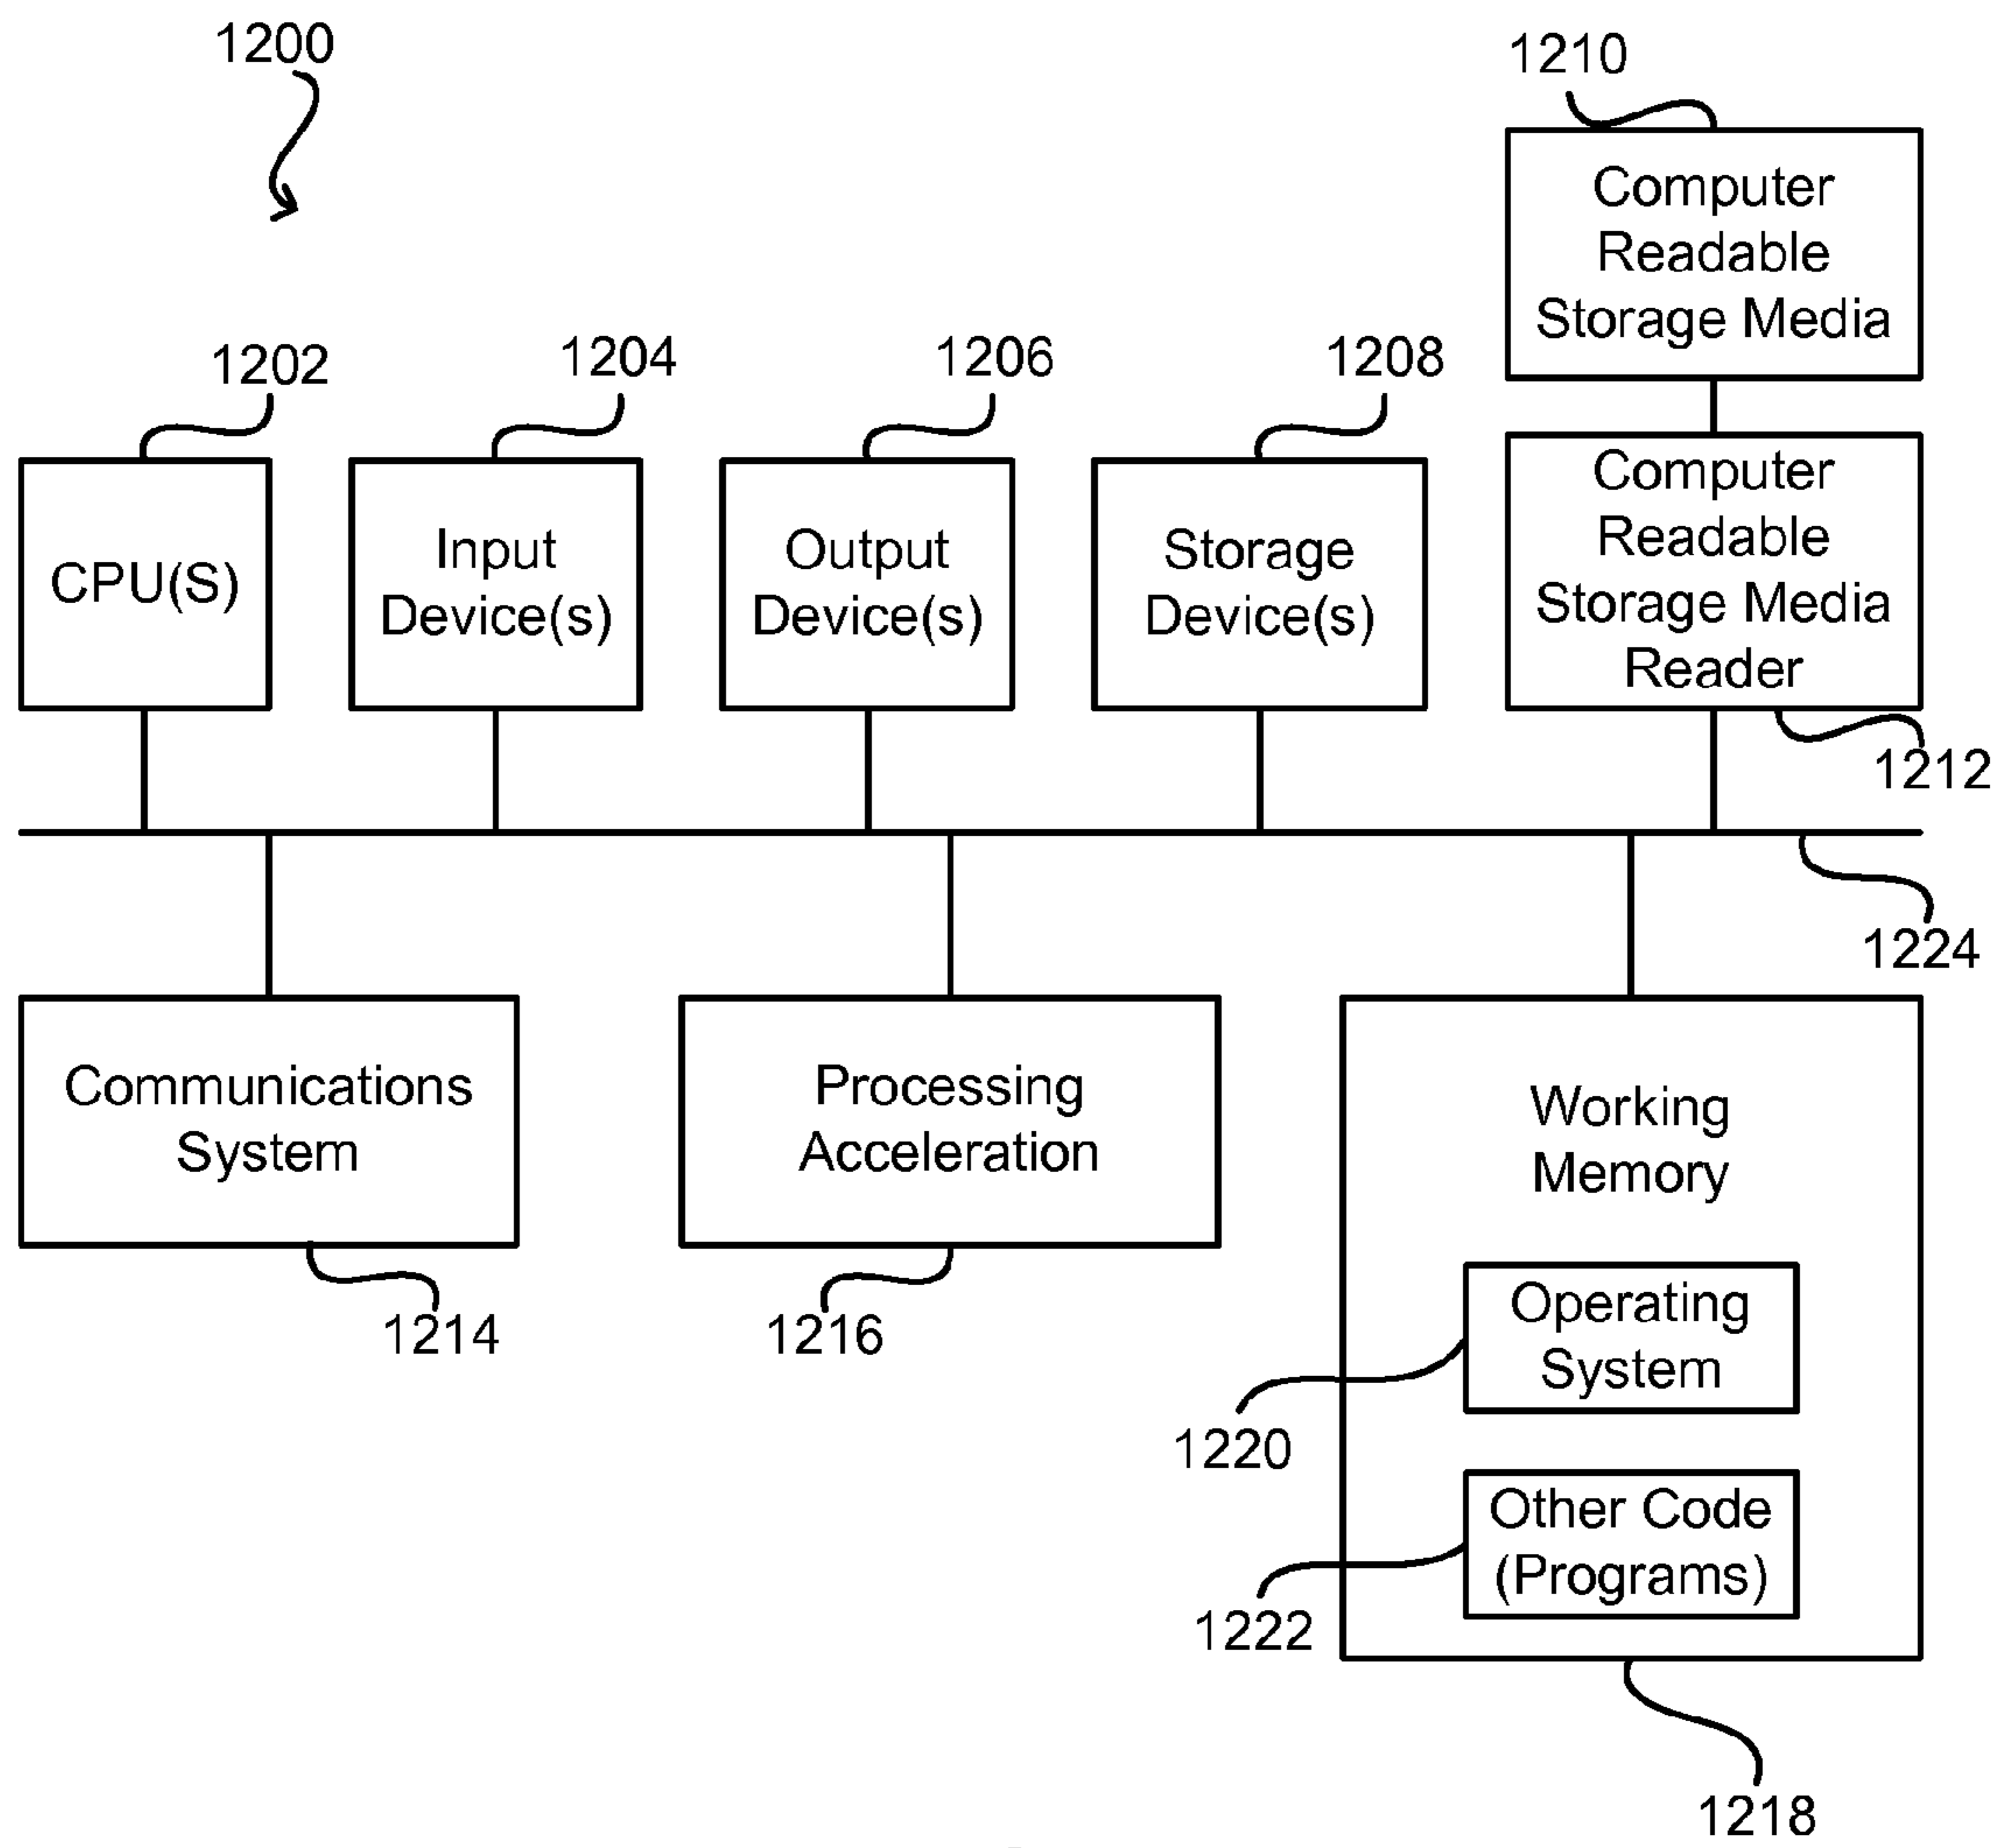 1200
1210
Computer
Readable
Storage Media
1202
1204
1206
1208
CPU(S)
Input
Device(s)
Output
Device(s)
Storage
Device(s)
Computer
Readable
Storage Media
Reader
1212
1224
Communications
System
1214
Processing
Acceleration
1216
Working
Memory
Operating
System
1220
Other Code
(Programs)
1222
1218